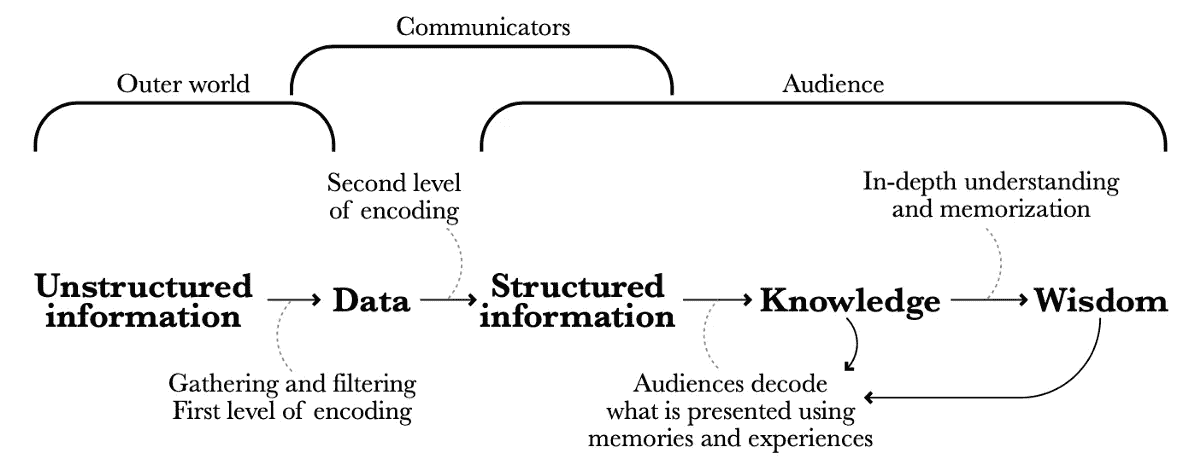 Communicators
Outer world
Audience
Second level
of encoding
In-depth understanding
and memorization
Unstructured
information
Data
Structured
information
Knowledge
Wisdom
Gathering and filtering
First level of encoding
Audiences decode
what is presented using
memories and experiences